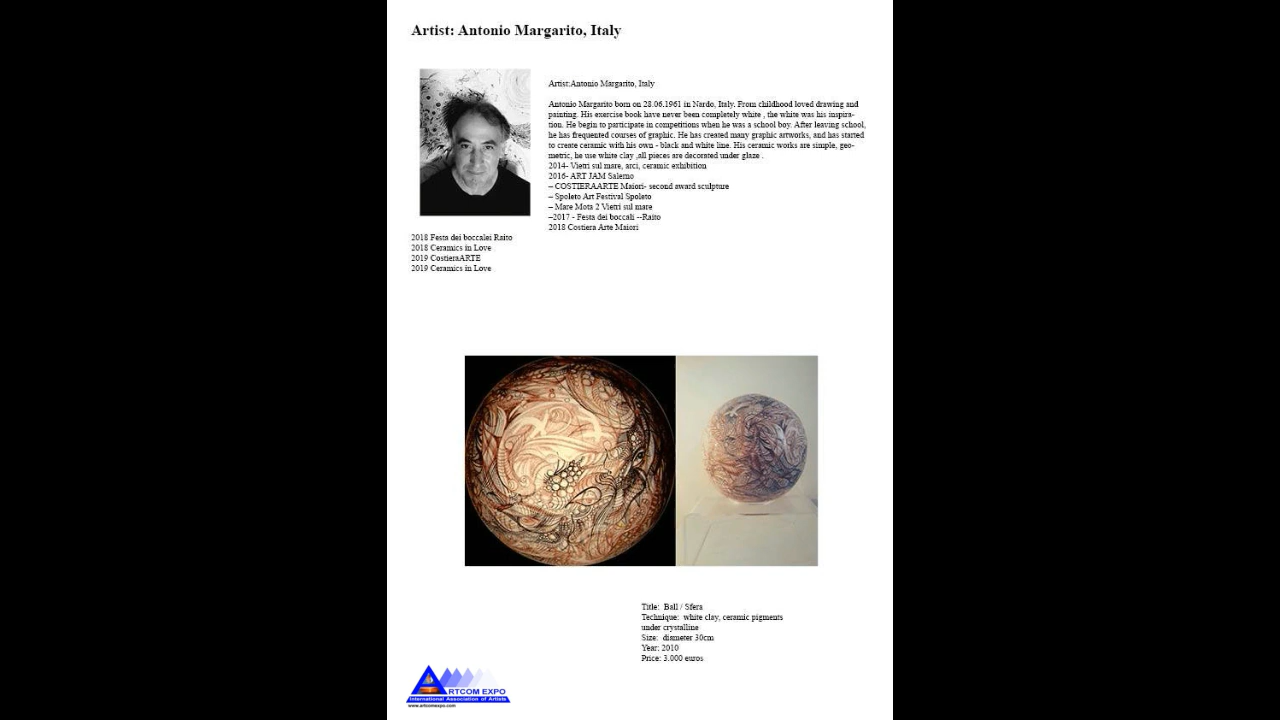 Artist: Antonio Margarito, Italy
Artist:Antonio Margarito, Italy
Antonio Margarito born on 28.06.1961 in Nardo, Italy. From childhood loved drawing and
painting. His exercise book have never been completely white , the white was his inspira-
tion. He begin to participate in competitions when he was a school boy. After leaving school,
he has frequented courses of graphic. He has created many graphic artworks, and has started
to create ceramic with his own - black and white line. His ceramic works are simple, geo-
metric, he use white clay ,all pieces are dacorated under glaze .
2014- Vietri sul mare, arci, ceramic exhibition
2016- ART JAM Salerno
– COSTIERAARTE Maiori- second award sculpture
– Spoleto Art Festival Spoleto
– Mare Mota 2 Vietri sul mare
–2017 - Festa dei boccali --Raito
2018 Costiera Arte Maiori
2018 Festa dei boccalei Raito
2018 Ceramics in Love
2019 CostieraARTE
2019 Ceramics in Love
Title: Ball / Sfera
Technique: white clay, ceramic pigments
under crystalline
Size: diameter 30cm
Year: 2010
Price: 3.000 euros
ARTCOM EXPO
International Association of Artists
www.artcomexpo.com